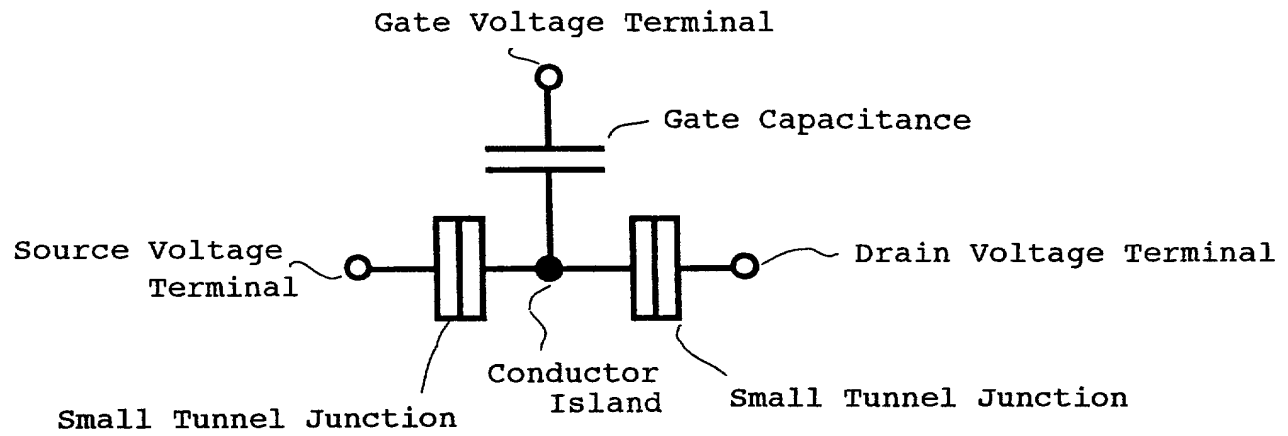 Gate Voltage Terminal
Gate Capacitance
Source Voltage
Terminal
Drain Voltage Terminal
Conductor
Island
Small Tunnel Junction
Small Tunnel Junction